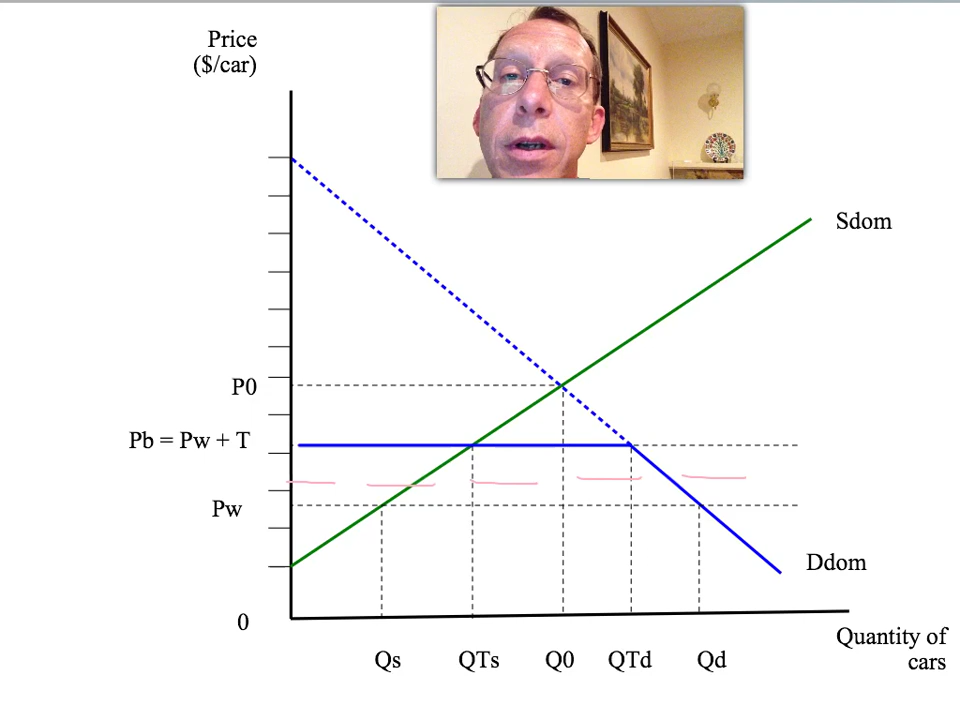 Price
($/car)
Sdom
P0
Pb = Pw + T
Pw
Ddom
0
Quantity of
cars
Qs QTs Q0 QTd Qd